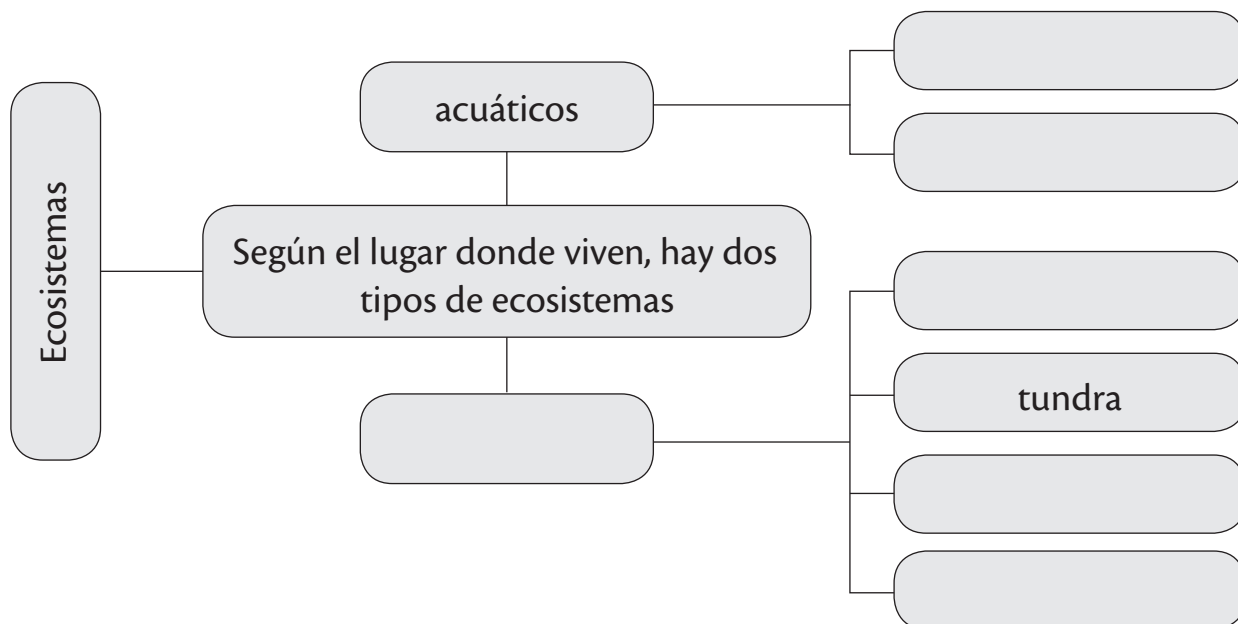 Ecosistemas
acuáticos
Según el lugar donde viven, hay dos
tipos de ecosistemas
tundra